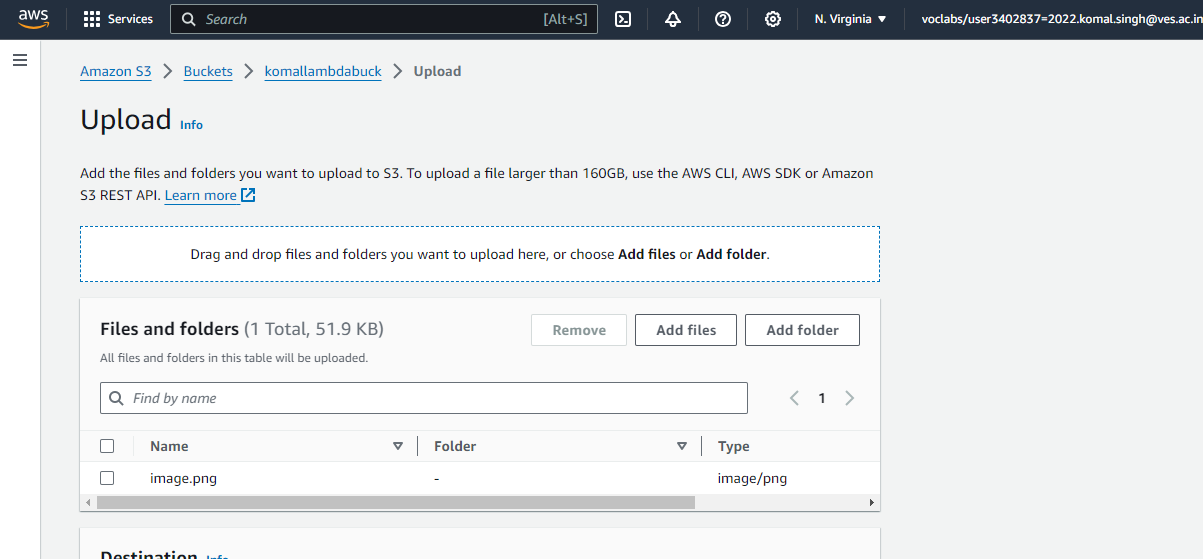 aws Services Search [Alt+S] N. Virginia voclabs/user3402837=2022.komal.singh@ves.ac.in
Amazon S3 > Buckets > komallambdabuck > Upload
Upload Info
Add the files and folders you want to upload to S3. To upload a file larger than 160GB, use the AWS CLI, AWS SDK or Amazon
S3 REST API. Learn more
Drag and drop files and folders you want to upload here, or choose Add files or Add folder.
Files and folders (1 Total, 51.9 KB) Remove Add files Add folder
All files and folders in this table will be uploaded.
Find by name 1
Name Folder Type
image.png - image/png
Destination Info